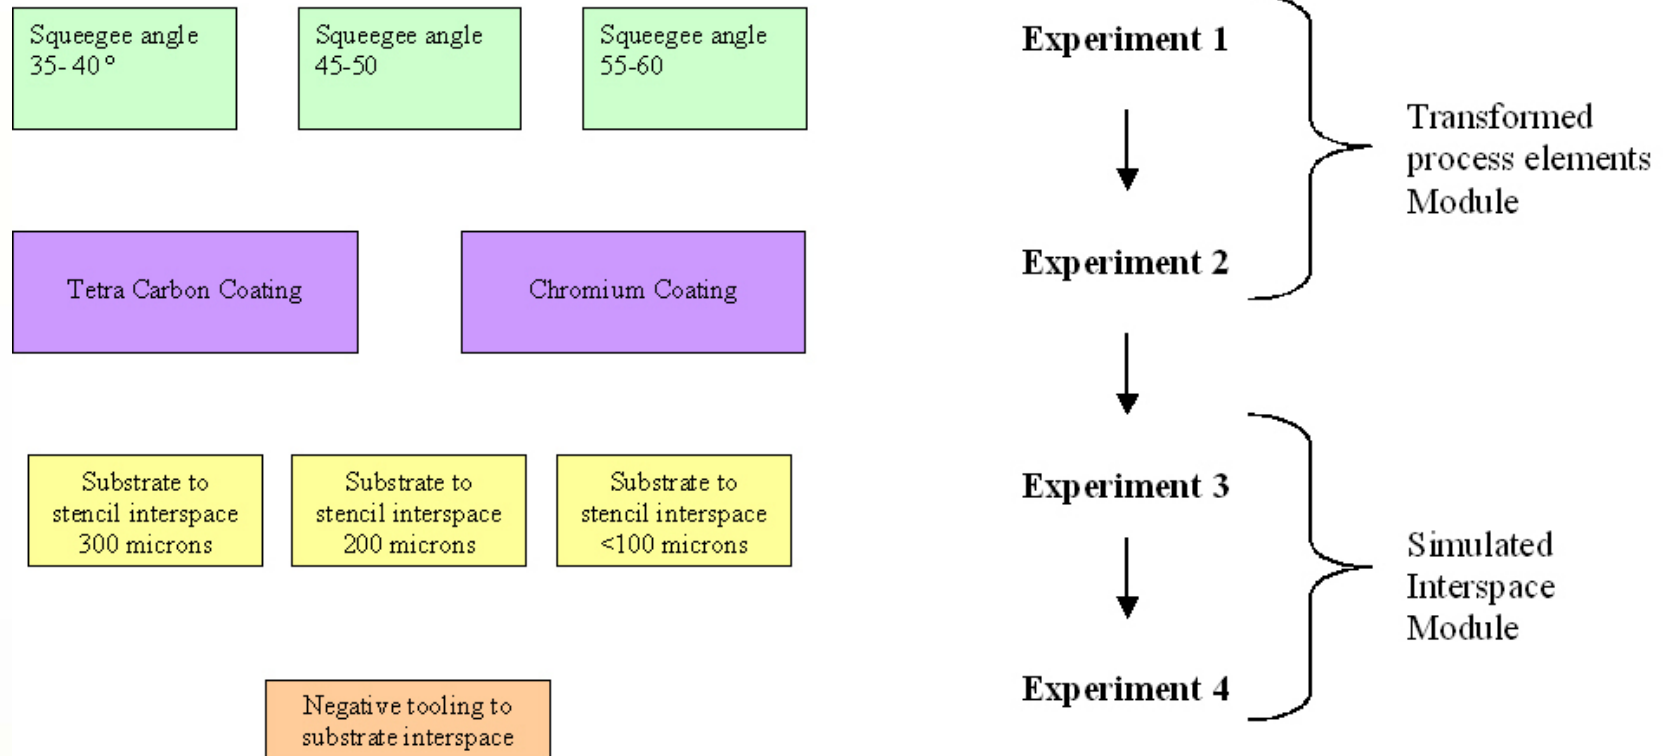 Squeegee angle
35- 40°
Squeegee angle
45-50
Squeegee angle
55-60
Experiment 1
Transformed
process elements
Module
Tetra Carbon Coating
Chromium Coating
Experiment 2
Substrate to
stencil interspace
300 microns
Substrate to
stencil interspace
200 microns
Substrate to
stencil interspace
<100 microns
Experiment 3
Simulated
Interspace
Module
Negative tooling to
substrate interspace
Experiment 4